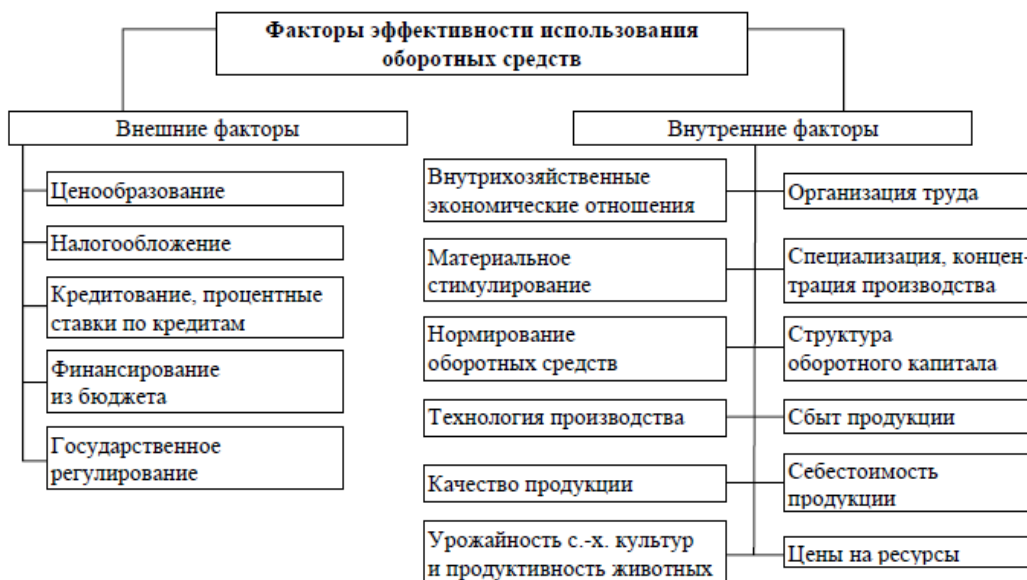 Факторы эффективности использования
оборотных средств
Внешние факторы
Ценообразование
Налогообложение
Кредитование, процентные
ставки по кредитам
Финансирование
из бюджета
Государственное
регулирование
Внутренние факторы
Внутрихозяйственные
экономические отношения
Материальное
стимулирование
Нормирование
оборотных средств
Технология производства
Качество продукции
Урожайность с.-х. культур
и продуктивность животных
Организация труда
Специализация, концен-
трация производства
Структура
оборотного капитала
Сбыт продукции
Себестоимость
продукции
Цены на ресурсы